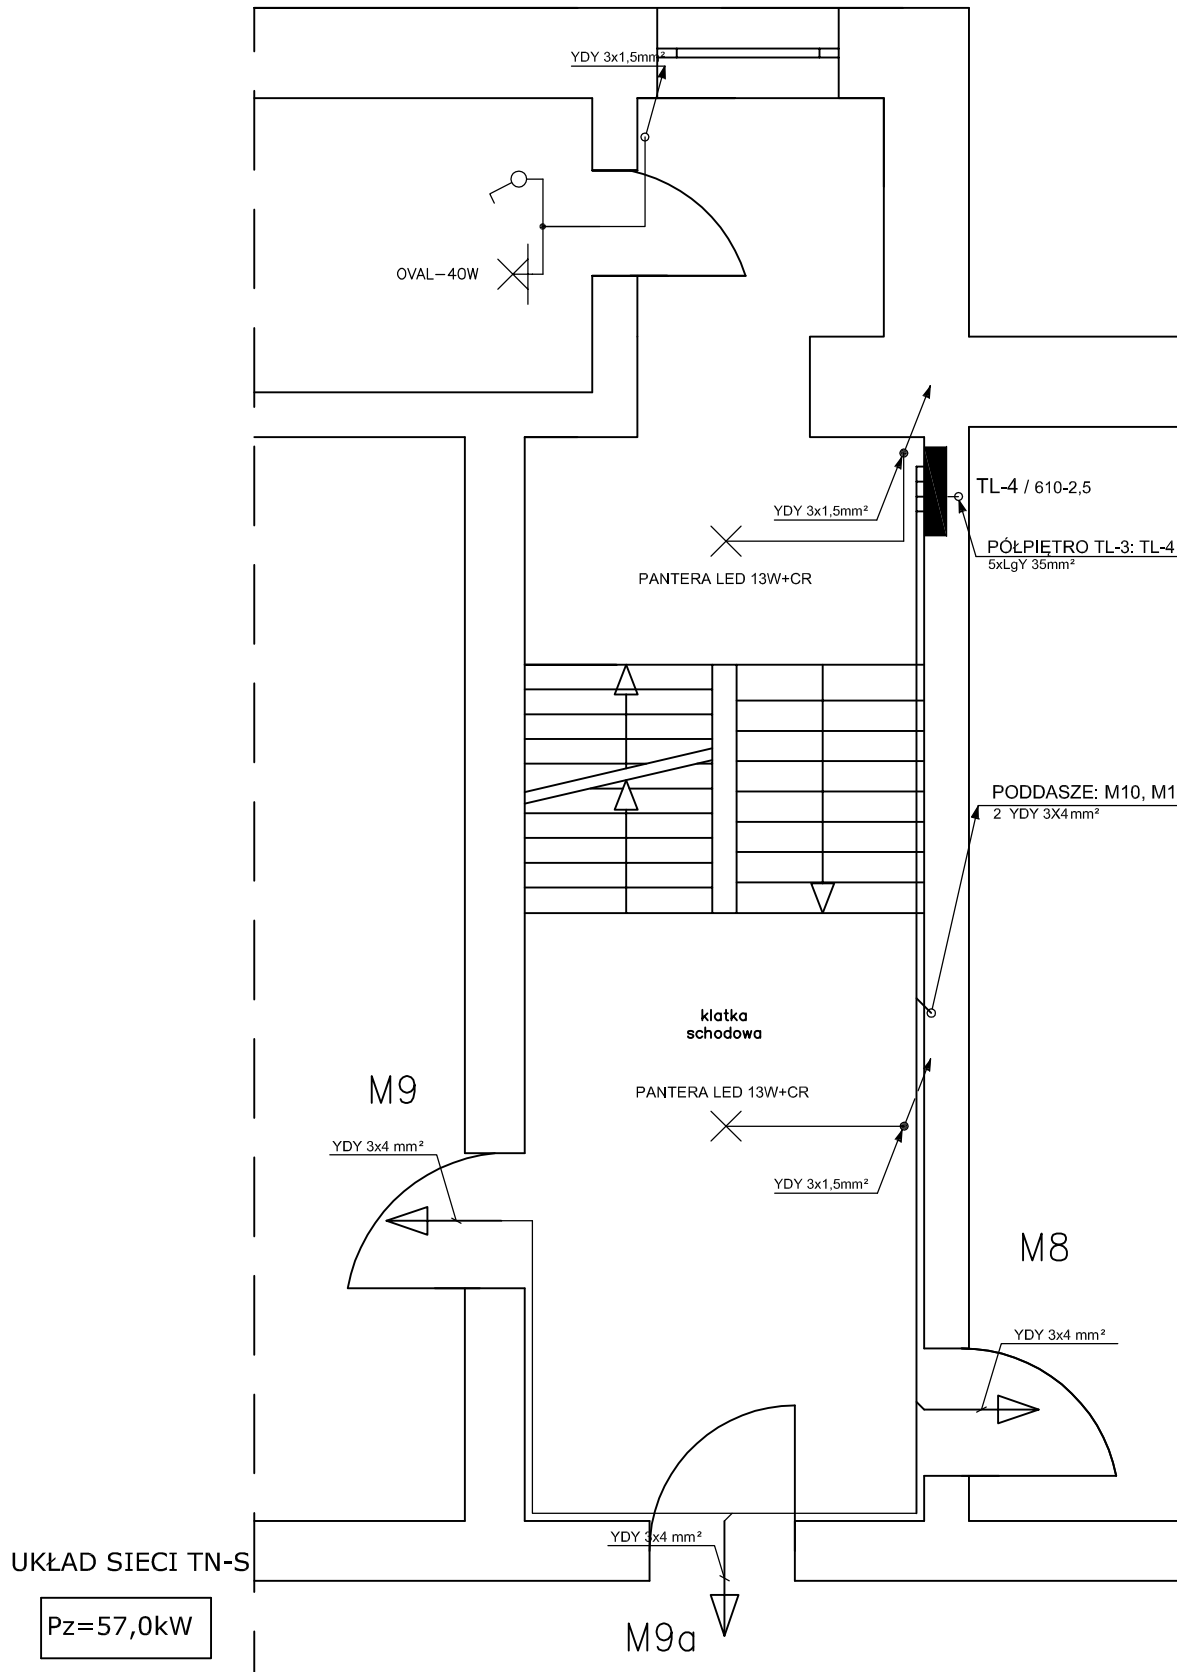 YDY 3x1,5mm²
OVAL-40W
TL-4 / 610-2,5
YDY 3x1,5mm²
PÓŁPIĘTRO TL-3: TL-4
5xLgY 35mm²
PANTERA LED 13W+CR
PODDASZE: M10, M1
2 YDY 3X4mm²
klatka
schodowa
M9
PANTERA LED 13W+CR
YDY 3x4 mm²
YDY 3x1,5mm²
M8
YDY 3x4 mm²
YDY 3x4 mm²
UKŁAD SIECI TN-S
Pz=57,0kW
M9a